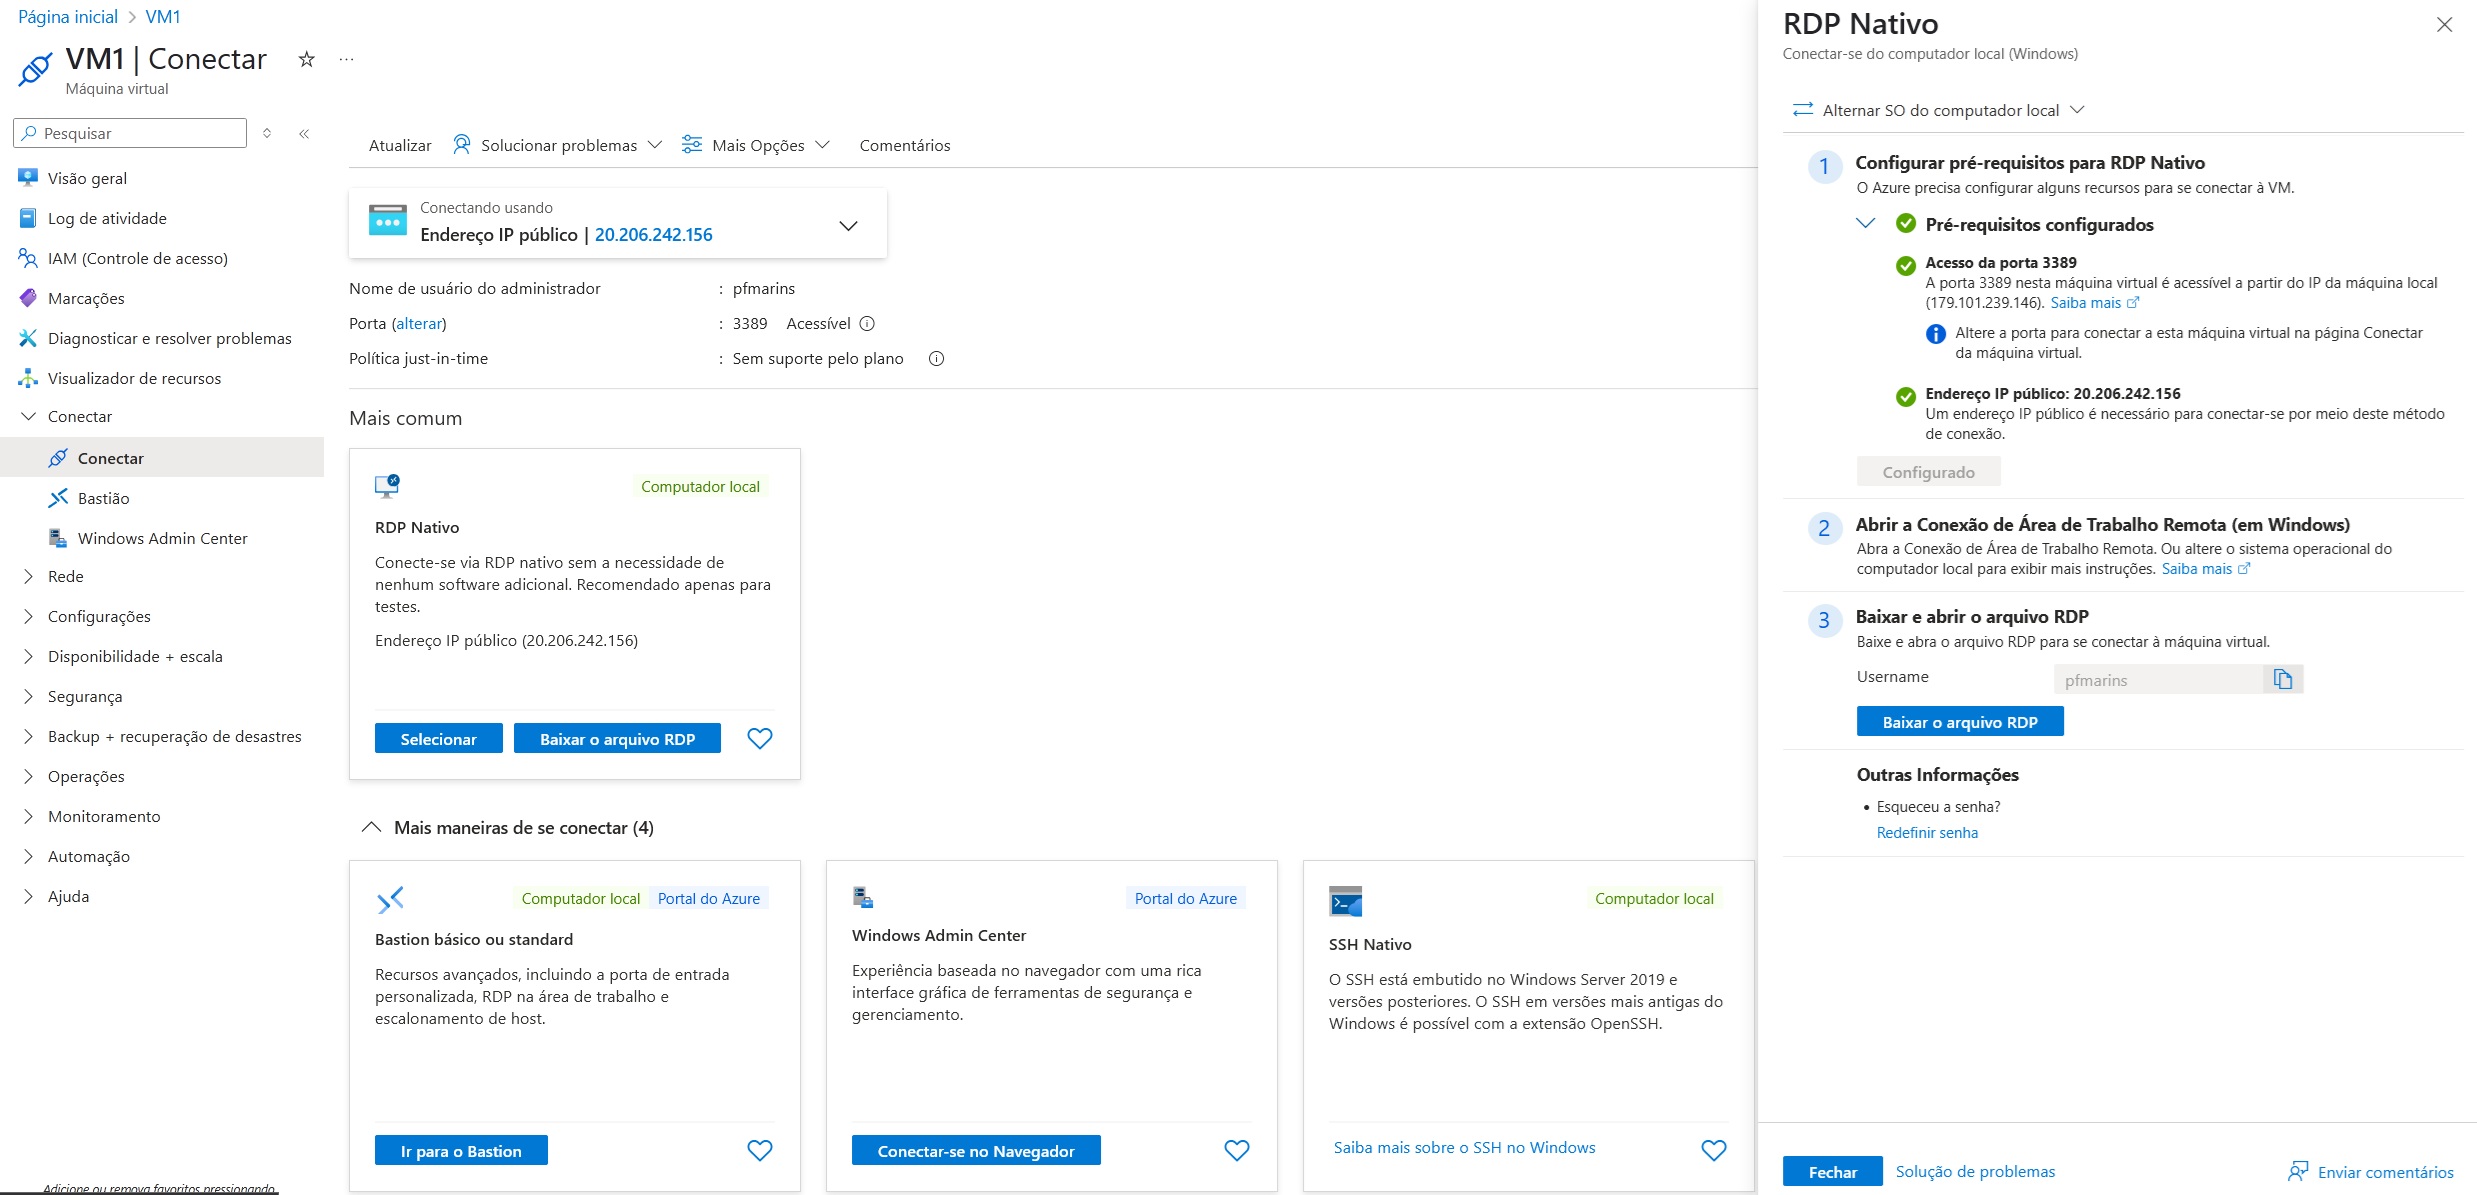 Página inicial > VM1
VM1 | Conectar
Máquina virtual
Pesquisar
Visão geral
Log de atividade
IAM (Controle de acesso)
Marcações
Diagnosticar e resolver problemas
Visualizador de recursos
Conectar
Conectar
Bastião
Windows Admin Center
Rede
Configurações
Disponibilidade + escala
Segurança
Backup + recuperação de desastres
Operações
Monitoramento
Automação
Ajuda
Adicione ou remova favoritos pressionando
Atualizar Solucionar problemas Mais Opções Comentários
Conectando usando
Endereço IP público | 20.206.242.156
Nome de usuário do administrador : pfmarins
Porta (alterar) : 3389 Acessível
Política just-in-time : Sem suporte pelo plano
Mais comum
Computador local
RDP Nativo
Conecte-se via RDP nativo sem a necessidade de
nenhum software adicional. Recomendado apenas para
testes.
Endereço IP público (20.206.242.156)
Selecionar Baixar o arquivo RDP
Mais maneiras de se conectar (4)
Computador local Portal do Azure
Bastion básico ou standard
Recursos avançados, incluindo a porta de entrada
personalizada, RDP na área de trabalho e
escalonamento de host.
Ir para o Bastion
Portal do Azure
Windows Admin Center
Experiência baseada no navegador com uma rica
interface gráfica de ferramentas de segurança e
gerenciamento.
Conectar-se no Navegador
Computador local
SSH Nativo
O SSH está embutido no Windows Server 2019 e
versões posteriores. O SSH em versões mais antigas do
Windows é possível com a extensão OpenSSH.
Saiba mais sobre o SSH no Windows
RDP Nativo
Conectar-se do computador local (Windows)
Alternar SO do computador local
1 Configurar pré-requisitos para RDP Nativo
O Azure precisa configurar alguns recursos para se conectar à VM.
Pré-requisitos configurados
Acesso da porta 3389
A porta 3389 nesta máquina virtual é acessível a partir do IP da máquina local
(179.101.239.146). Saiba mais
Altere a porta para conectar a esta máquina virtual na página Conectar
da máquina virtual.
Endereço IP público: 20.206.242.156
Um endereço IP público é necessário para conectar-se por meio deste método
de conexão.
Configurado
2 Abrir a Conexão de Área de Trabalho Remota (em Windows)
Abra a Conexão de Área de Trabalho Remota. Ou altere o sistema operacional do
computador local para exibir mais instruções. Saiba mais
3 Baixar e abrir o arquivo RDP
Baixe e abra o arquivo RDP para se conectar à máquina virtual.
Username pfmarins
Baixar o arquivo RDP
Outras Informações
• Esqueceu a senha?
Redefinir senha
Fechar Solução de problemas Enviar comentários